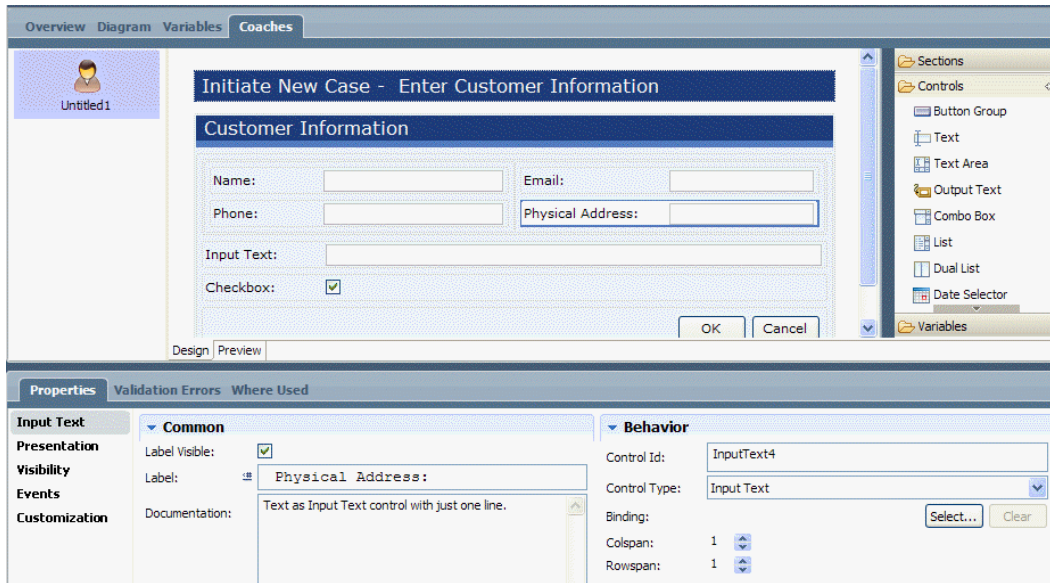 Overview Diagram Variables Coaches
Untitled1
Initiate New Case - Enter Customer Information
Customer Information
Name:
Email:
Phone:
Physical Address:
Input Text:
Checkbox:
OK
Cancel
Design Preview
Sections
Controls
Button Group
Text
Text Area
Output Text
Combo Box
List
Dual List
Date Selector
Variables
Properties Validation Errors Where Used
Input Text
Presentation
Visibility
Events
Customization
Common
Label Visible:
Label: Physical Address:
Documentation: Text as Input Text control with just one line.
Behavior
Control Id: InputText4
Control Type: Input Text
Binding: Select... Clear
Colspan: 1
Rowspan: 1